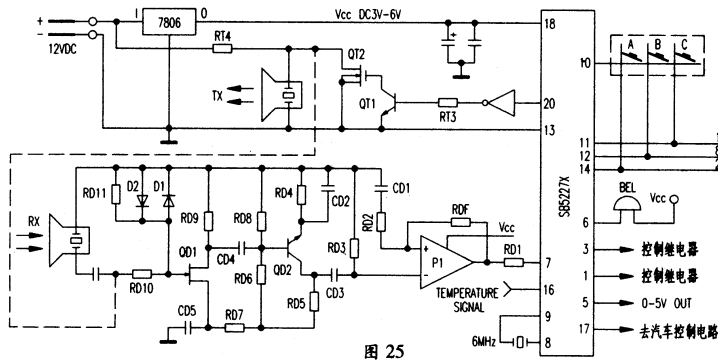 +
-
12VDC
I 7806 0
Vcc DC3V-6V
+
RT4
QT2
TX
QT1
RT3
18
20
13
10
A B C
11
12
14
SB5227X
BEL
Vcc
6
3 控制继电器
1 控制继电器
5 0-5V OUT
17 去汽车控制电路
RX
RD11
D2
D1
RD9
RD8
RD4
CD2
CD1
RD2
RDF
Vcc
P1
+
-
RD1
7
RD3
QD1
CD4
QD2
RD6
RD10
RD5
CD3
CD5
RD7
TEMPERATURE
SIGNAL
16
9
6MHz
8
图 25